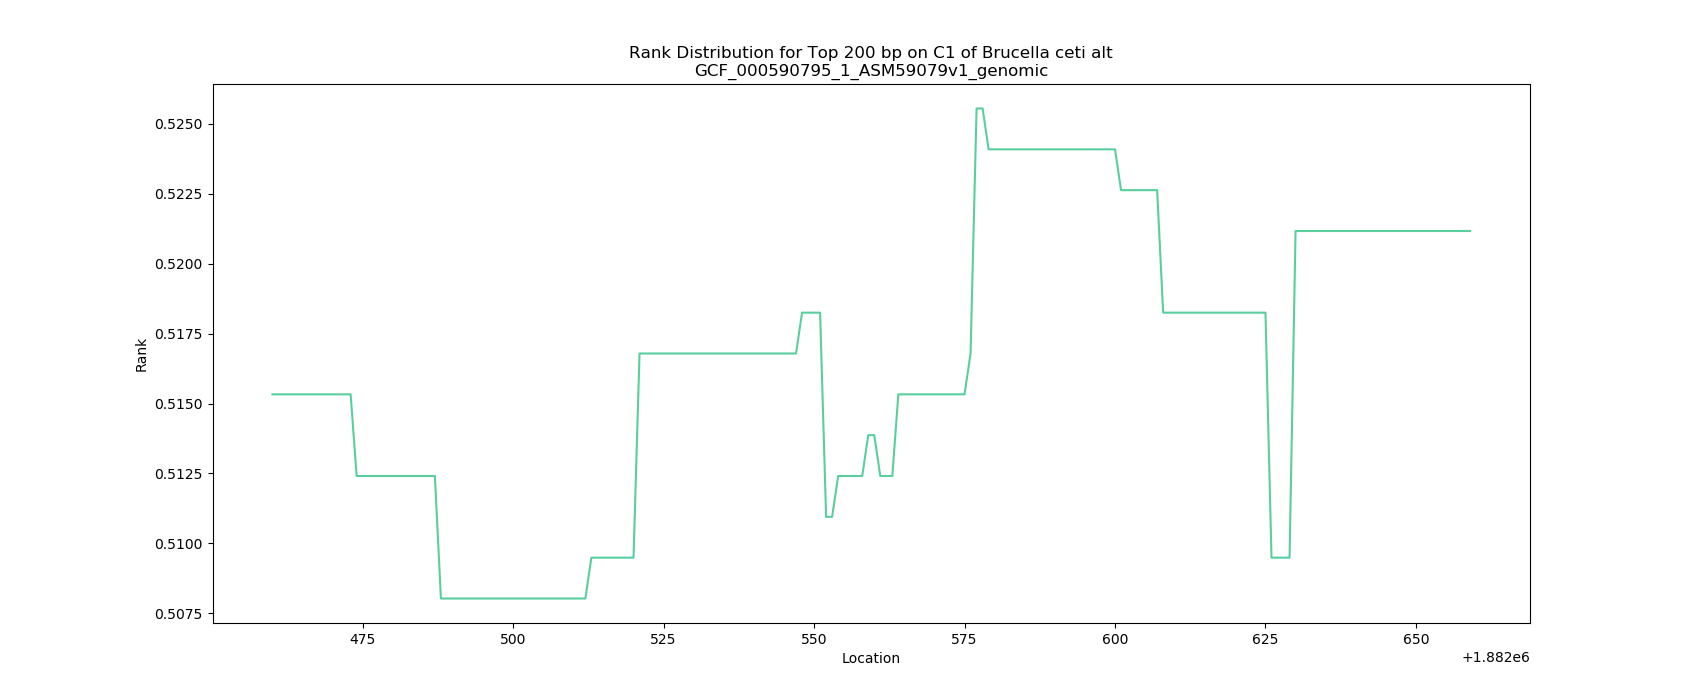 Rank Distribution for Top 200 bp on C1 of Brucella ceti alt
GCF_000590795_1_ASM59079v1_genomic
0.5250
0.5225
0.5200
0.5175
0.5150
0.5125
0.5100
0.5075
Rank
475 500 525 550 575 600 625 650
Location
+1.882e6